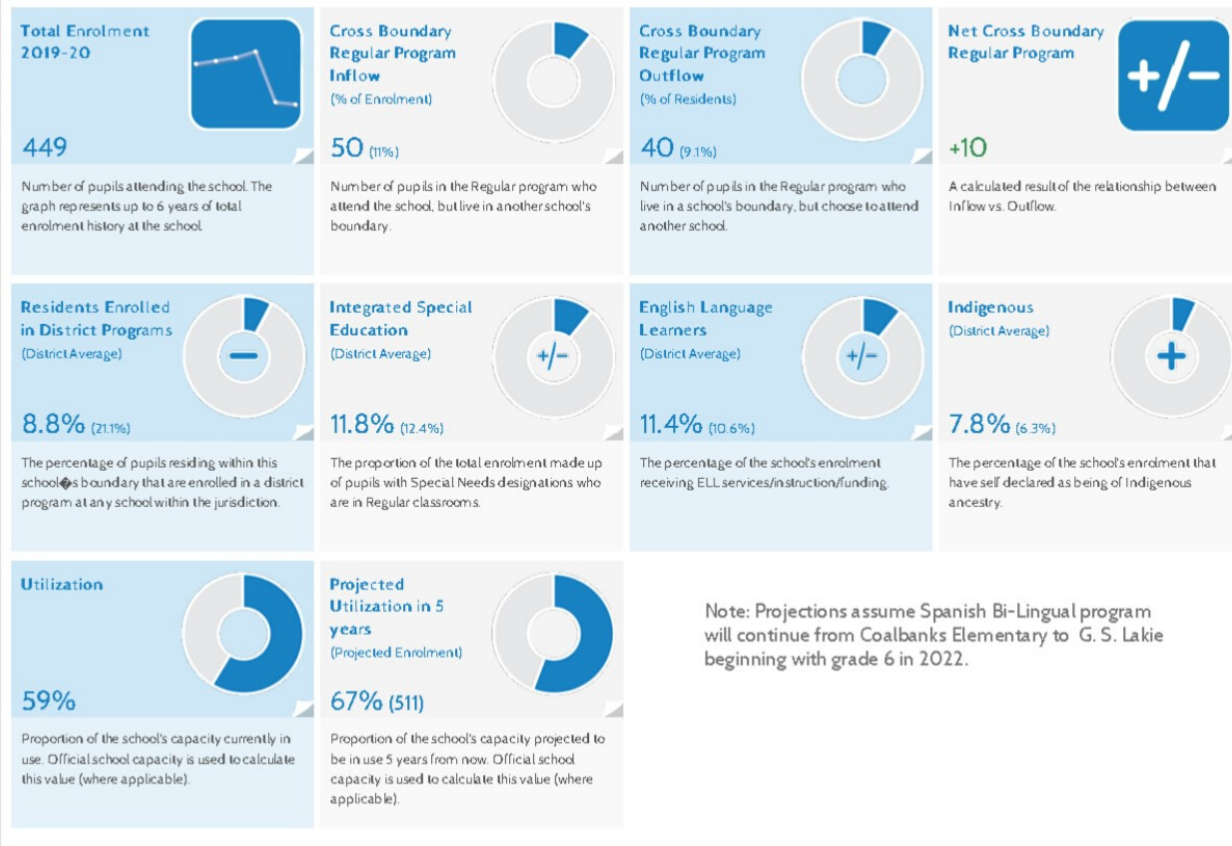 Total Enrolment
2019-20
449
Number of pupils attending the school. The
graph represents up to 6 years of total
enrolment history at the school.
Cross Boundary
Regular Program
Inflow
(% of Enrolment)
50 (11%)
Number of pupils in the Regular program who
attend the school, but live in another school's
boundary.
Cross Boundary
Regular Program
Outflow
(% of Residents)
40 (9.1%)
Number of pupils in the Regular program who
live in a school's boundary, but choose to attend
another school.
Net Cross Boundary
Regular Program
+/-
+10
A calculated result of the relationship between
Inflow vs. Outflow.
Residents Enrolled
in District Programs
(District Average)
−
8.8% (21.1%)
The percentage of pupils residing within this
school�s boundary that are enrolled in a district
program at any school within the jurisdiction.
Integrated Special
Education
(District Average)
+/-
11.8% (12.4%)
The proportion of the total enrolment made up
of pupils with Special Needs designations who
are in Regular classrooms.
English Language
Learners
(District Average)
+/-
11.4% (10.6%)
The percentage of the school's enrolment
receiving ELL services/instruction/funding.
Indigenous
(District Average)
+
7.8% (6.3%)
The percentage of the school's enrolment that
have self declared as being of Indigenous
ancestry.
Utilization
59%
Proportion of the school's capacity currently in
use. Official school capacity is used to calculate
this value (where applicable).
Projected
Utilization in 5
years
(Projected Enrolment)
67% (511)
Proportion of the school's capacity projected to
be in use 5 years from now. Official school
capacity is used to calculate this value (where
applicable).
Note: Projections assume Spanish Bi-Lingual program
will continue from Coalbanks Elementary to G. S. Lakie
beginning with grade 6 in 2022.